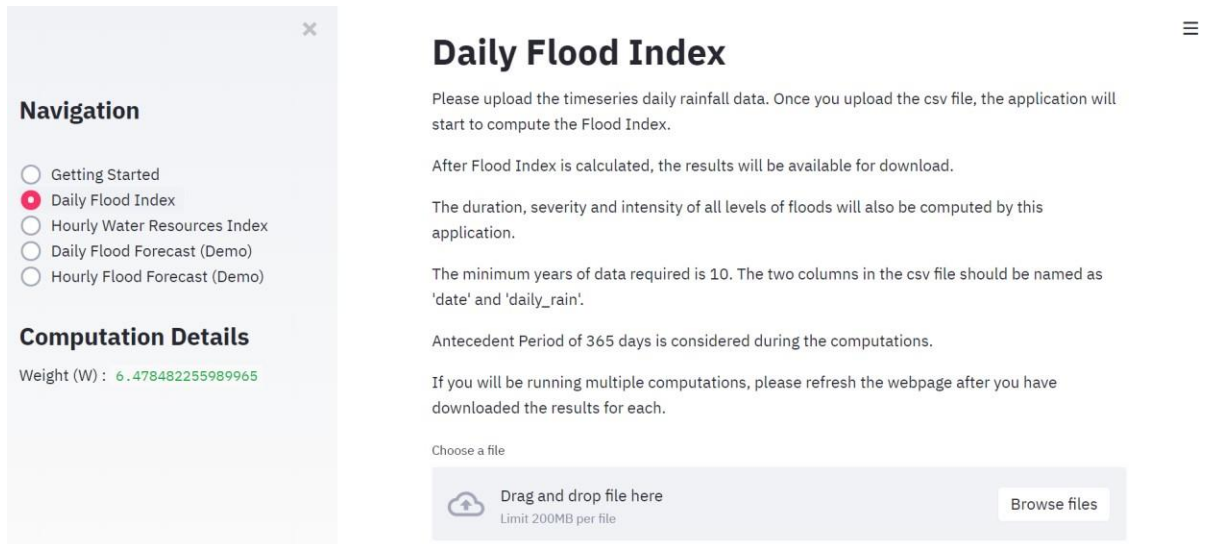 Navigation
Getting Started
Daily Flood Index
Hourly Water Resources Index
Daily Flood Forecast (Demo)
Hourly Flood Forecast (Demo)
Computation Details
Weight (W) : 6.478482255989965
Daily Flood Index
Please upload the timeseries daily rainfall data. Once you upload the csv file, the application will
start to compute the Flood Index.
After Flood Index is calculated, the results will be available for download.
The duration, severity and intensity of all levels of floods will also be computed by this
application.
The minimum years of data required is 10. The two columns in the csv file should be named as
'date' and 'daily_rain'.
Antecedent Period of 365 days is considered during the computations.
If you will be running multiple computations, please refresh the webpage after you have
downloaded the results for each.
Choose a file
Drag and drop file here
Limit 200MB per file
Browse files